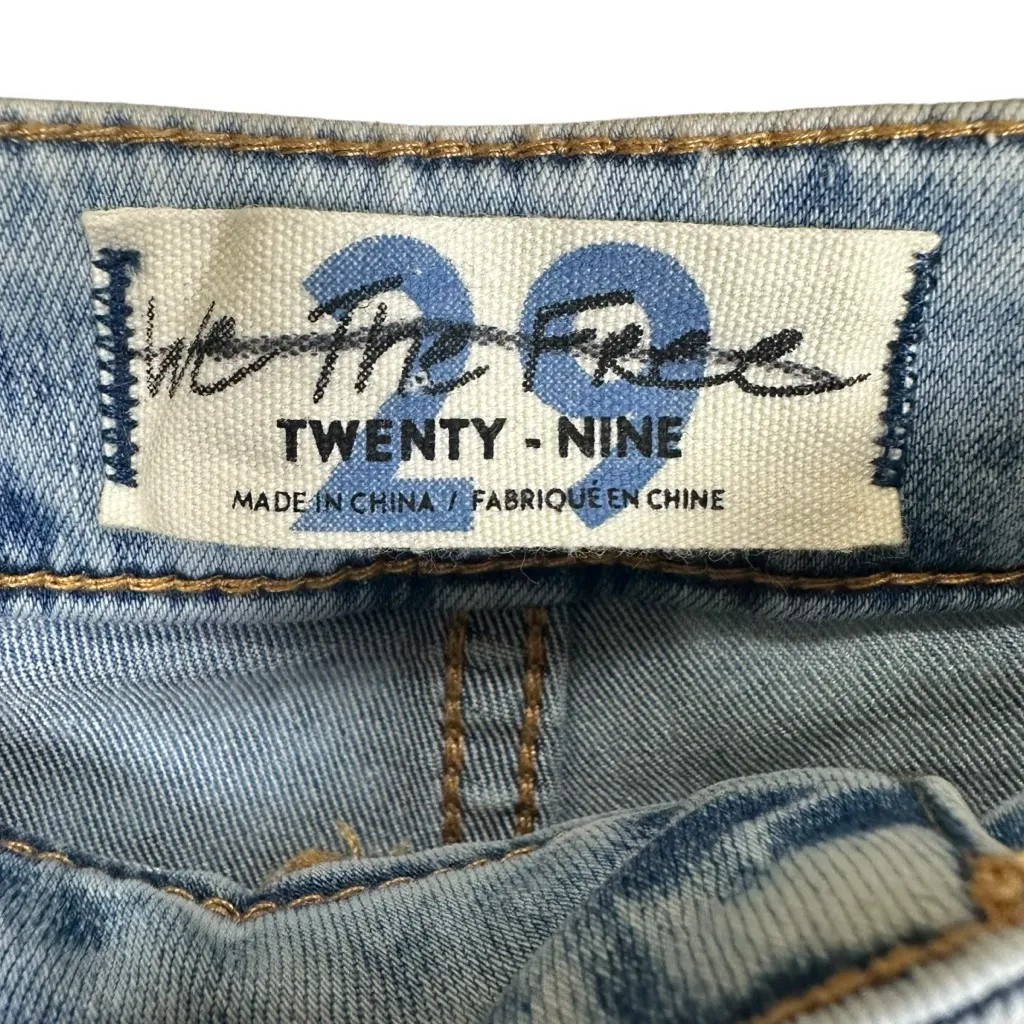 29
We The Free
TWENTY - NINE
MADE IN CHINA / FABRIQUÉ EN CHINE